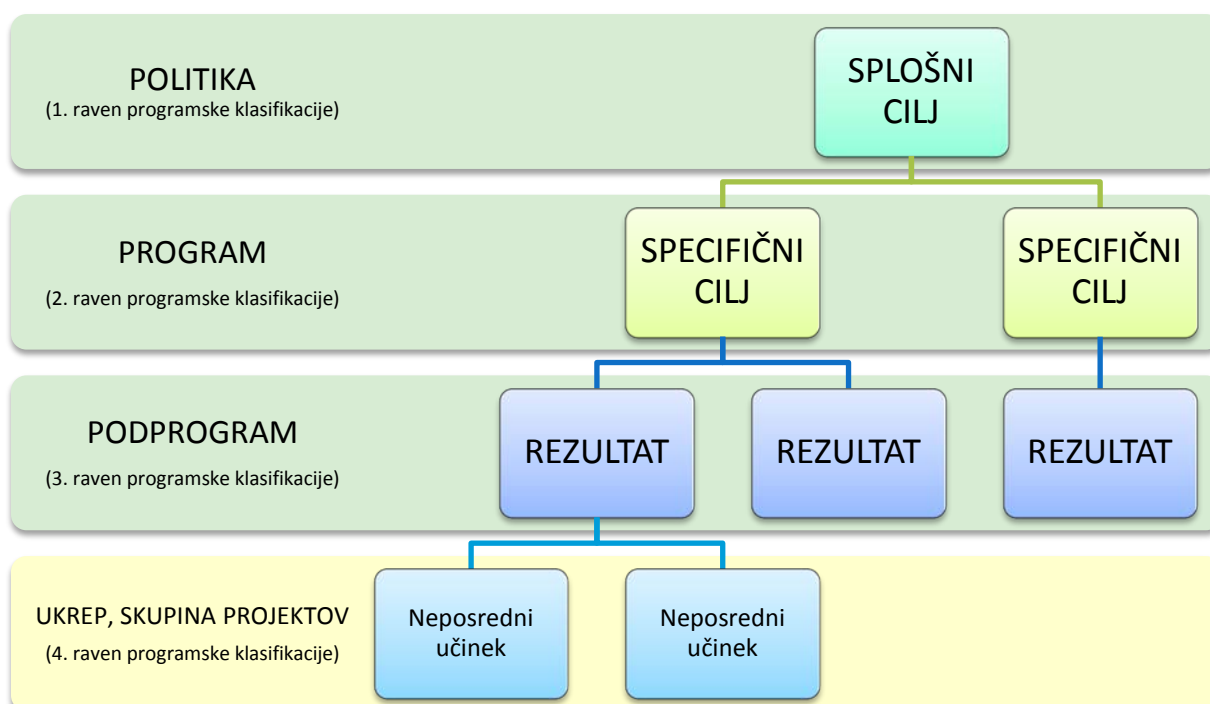 POLITIKA
(1. raven programske klasifikacije)
SPLOŠNI
CILJ
PROGRAM
(2. raven programske klasifikacije)
SPECIFIČNI
CILJ
SPECIFIČNI
CILJ
PODPROGRAM
(3. raven programske klasifikacije)
REZULTAT
REZULTAT
REZULTAT
UKREP, SKUPINA PROJEKTOV
(4. raven programske klasifikacije)
Neposredni
učinek
Neposredni
učinek